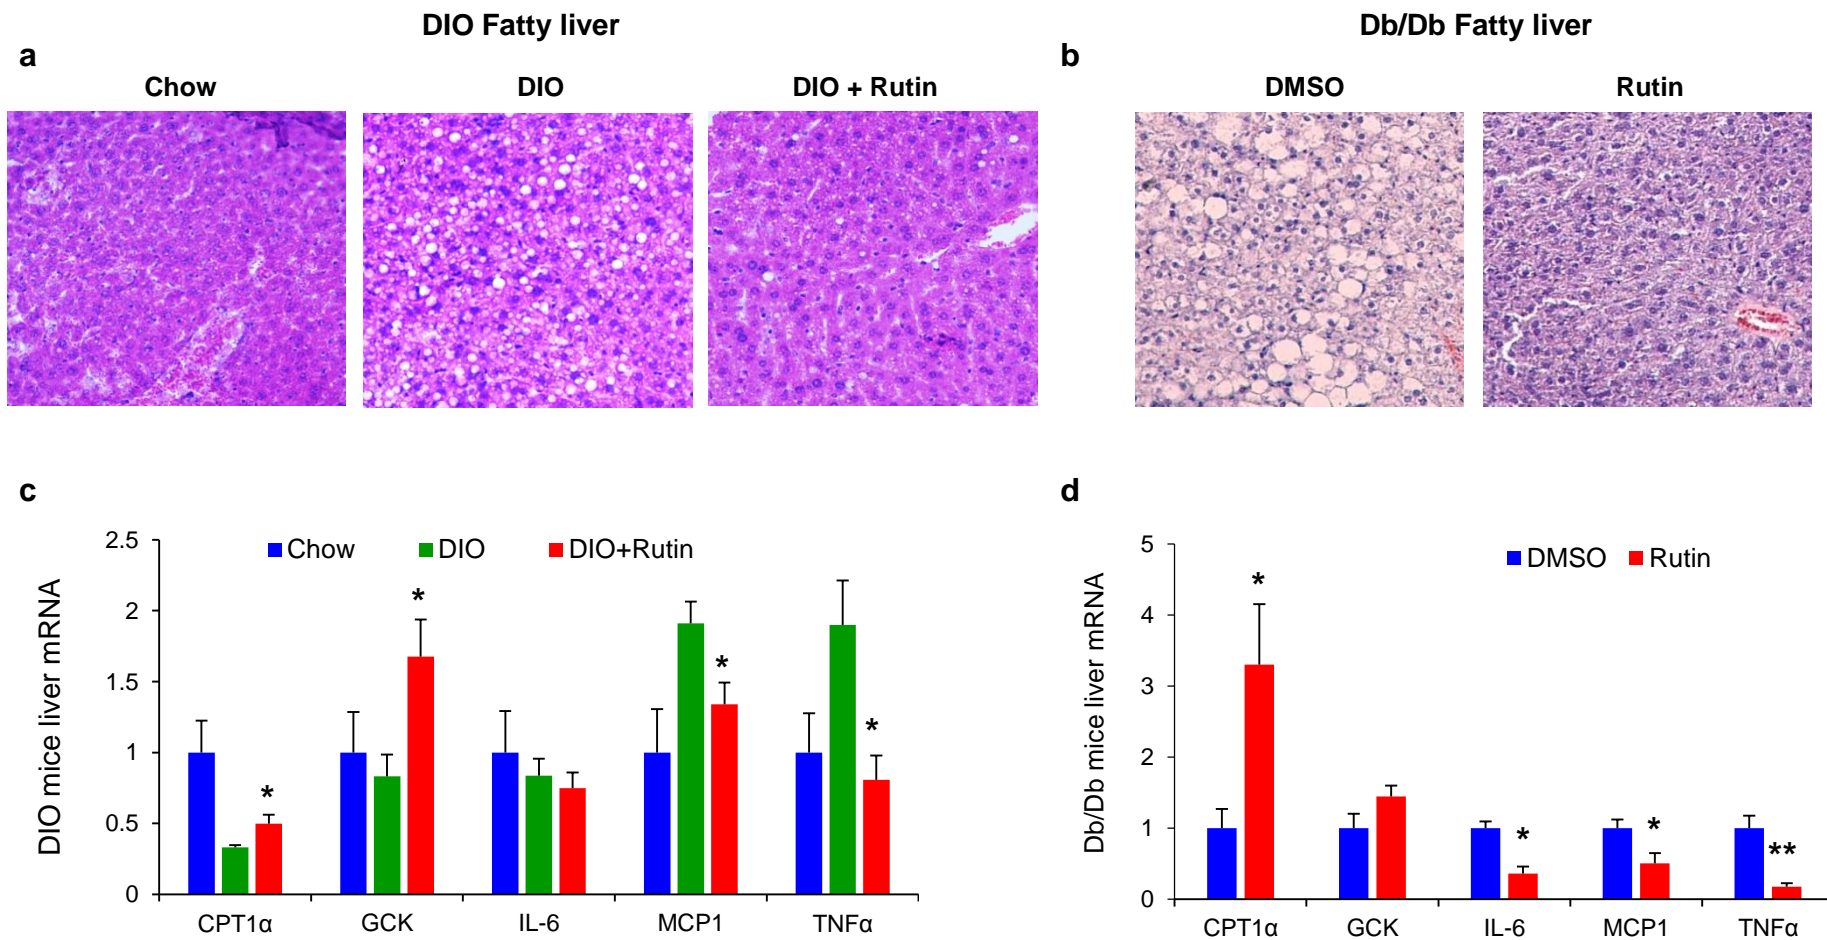 DIO Fatty liver
Db/Db Fatty liver
a
b
Chow
DIO
DIO + Rutin
DMSO
Rutin
c
DIO mice liver mRNA
2.5
2
1.5
1
0.5
0
Chow
DIO
DIO+Rutin
*
*
*
*
CPT1α
GCK
IL-6
MCP1
TNFα
d
Db/Db mice liver mRNA
5
4
3
2
1
0
DMSO
Rutin
*
*
*
**
CPT1α
GCK
IL-6
MCP1
TNFα